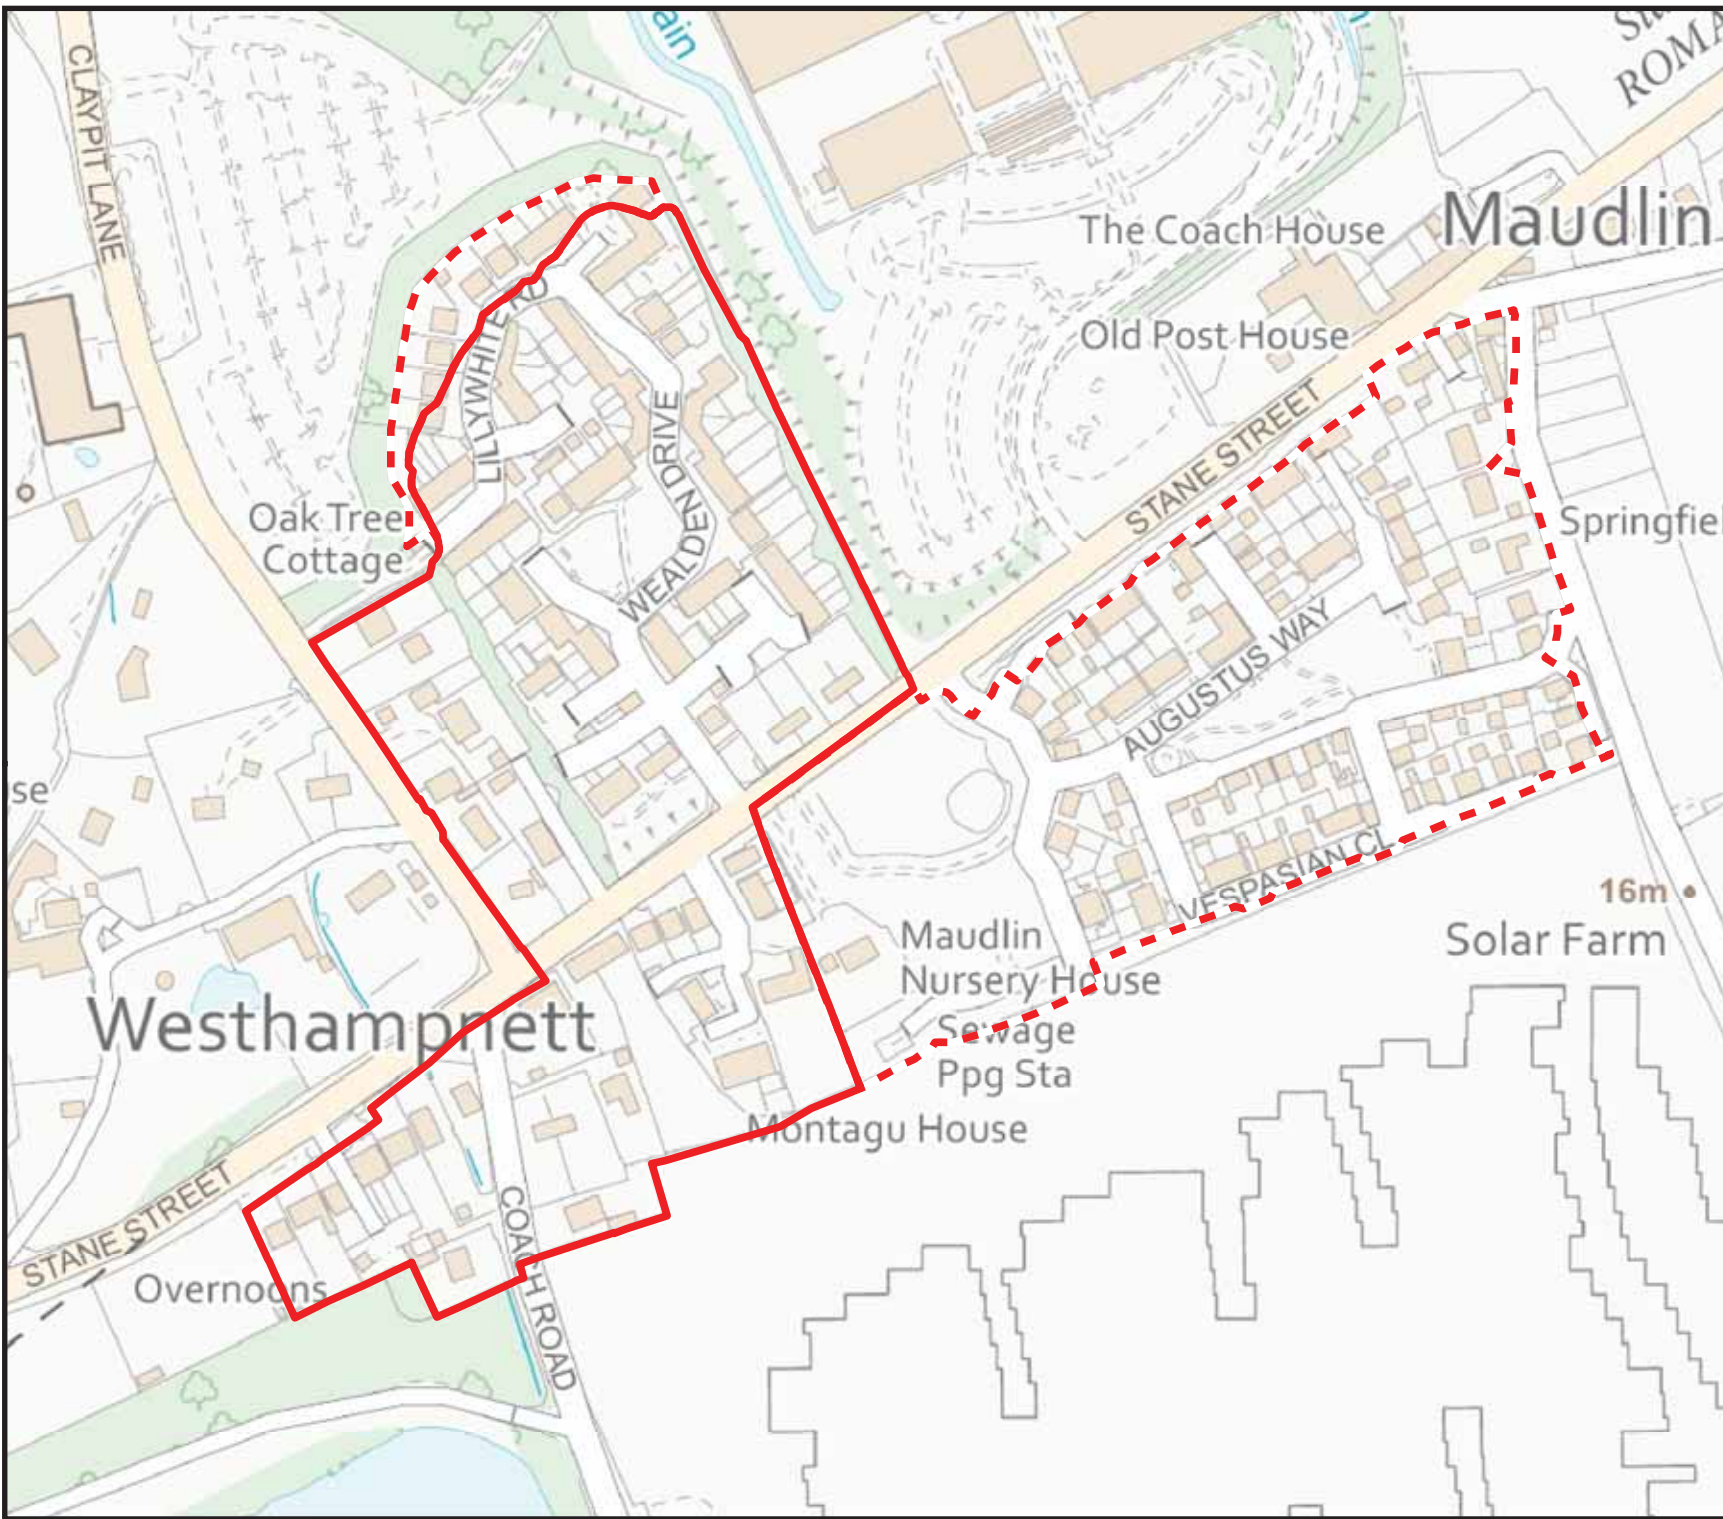 ain
CLAYPIT LANE
ROMA
Maudlin
The Coach House
Old Post House
STANE STREET
LILLYWHITE RD
WEALDEN DRIVE
Oak Tree
Cottage
Springfie
AUGUSTUS WAY
se
VESPASIAN CL
16m
Solar Farm
Maudlin
Nursery House
Westhampnett
Sewage
Ppg Sta
Montagu House
STANE STREET
COACH ROAD
Overnoons